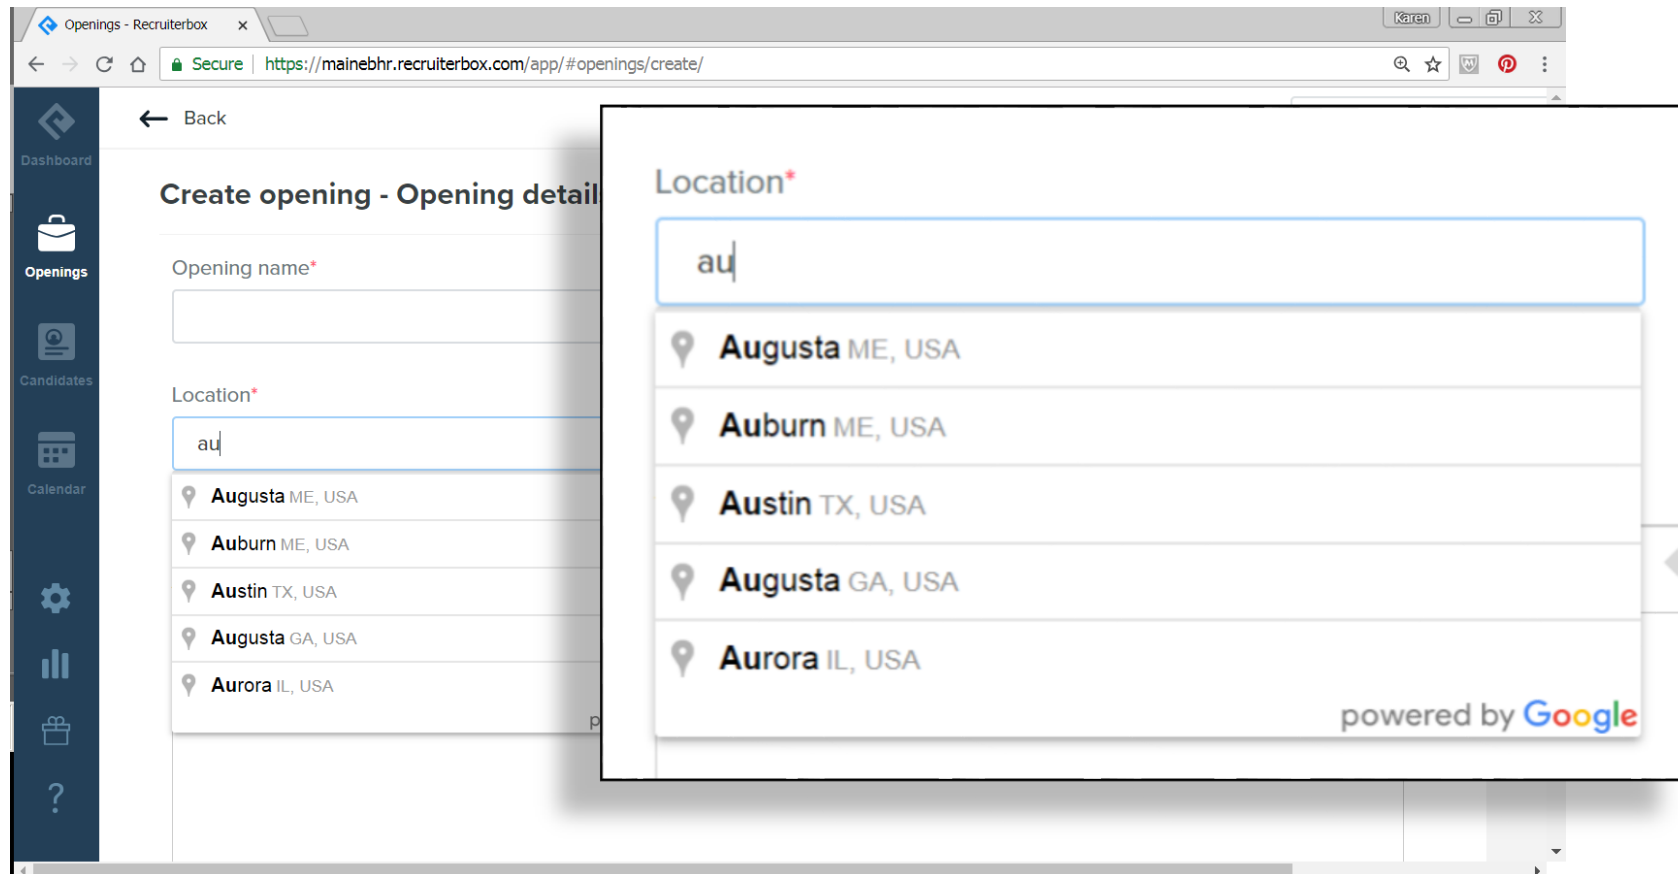 Openings - Recruiterbox
Karen
Secure https://mainebhr.recruiterbox.com/app/#openings/create/
Dashboard
Openings
Candidates
Calendar
?
Back
Create opening - Opening details
Opening name*
Location*
au
Augusta ME, USA
Auburn ME, USA
Austin TX, USA
Augusta GA, USA
Aurora IL, USA
p
Location*
au
Augusta ME, USA
Auburn ME, USA
Austin TX, USA
Augusta GA, USA
Aurora IL, USA
powered by Google